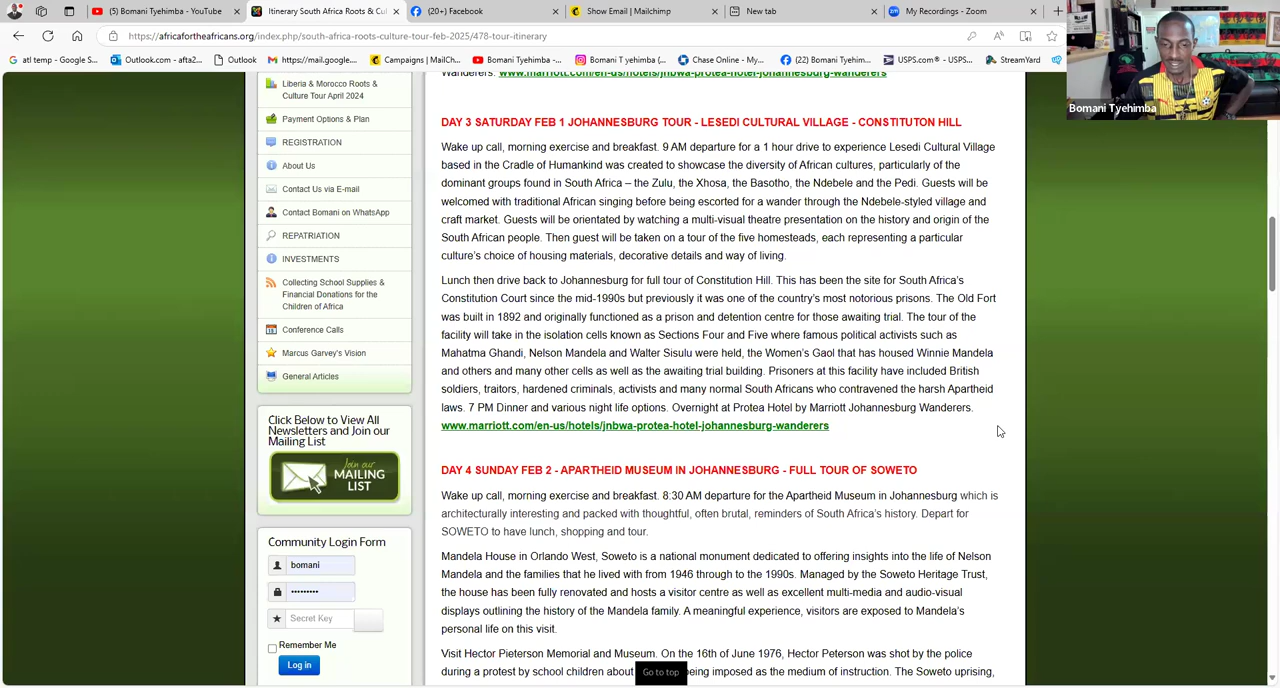 (5) Bomani Tyehimba - YouTube
Itinerary South Africa Roots & Cul
(20+) Facebook
Show Email | Mailchimp
New tab
My Recordings - Zoom
https://africafortheafricans.org/index.php/south-africa-roots-culture-tour-feb-2025/478-tour-itinerary
atl temp - Google S...
Outlook.com - afta2...
Outlook
https://mail.google....
Campaigns | MailCh...
Bomani Tyehimba -...
Bomani T yehimba (...
Chase Online - My...
(22) Bomani Tyehim...
USPS.com® - USPS...
StreamYard
Bomani Tyehimba
Liberia & Morocco Roots &
Culture Tour April 2024
Payment Options & Plan
REGISTRATION
About Us
Contact Us via E-mail
Contact Bomani on WhatsApp
REPATRIATION
INVESTMENTS
Collecting School Supplies &
Financial Donations for the
Children of Africa
Conference Calls
Marcus Garvey's Vision
General Articles
Click Below to View All
Newsletters and Join our
Mailing List
Join our
MAILING
LIST
Community Login Form
bomani
•••••••••
Secret Key
Remember Me
Log in
Wanderers. www.marriott.com/en-us/hotels/jnbwa-protea-hotel-johannesburg-wanderers
DAY 3 SATURDAY FEB 1 JOHANNESBURG TOUR - LESEDI CULTURAL VILLAGE - CONSTITUTON HILL
Wake up call, morning exercise and breakfast. 9 AM departure for a 1 hour drive to experience Lesedi Cultural Village
based in the Cradle of Humankind was created to showcase the diversity of African cultures, particularly of the
dominant groups found in South Africa – the Zulu, the Xhosa, the Basotho, the Ndebele and the Pedi. Guests will be
welcomed with traditional African singing before being escorted for a wander through the Ndebele-styled village and
craft market. Guests will be orientated by watching a multi-visual theatre presentation on the history and origin of the
South African people. Then guest will be taken on a tour of the five homesteads, each representing a particular
culture's choice of housing materials, decorative details and way of living.
Lunch then drive back to Johannesburg for full tour of Constitution Hill. This has been the site for South Africa's
Constitution Court since the mid-1990s but previously it was one of the country's most notorious prisons. The Old Fort
was built in 1892 and originally functioned as a prison and detention centre for those awaiting trial. The tour of the
facility will take in the isolation cells known as Sections Four and Five where famous political activists such as
Mahatma Ghandi, Nelson Mandela and Walter Sisulu were held, the Women's Gaol that has housed Winnie Mandela
and others and many other cells as well as the awaiting trial building. Prisoners at this facility have included British
soldiers, traitors, hardened criminals, activists and many normal South Africans who contravened the harsh Apartheid
laws. 7 PM Dinner and various night life options. Overnight at Protea Hotel by Marriott Johannesburg Wanderers.
www.marriott.com/en-us/hotels/jnbwa-protea-hotel-johannesburg-wanderers
DAY 4 SUNDAY FEB 2 - APARTHEID MUSEUM IN JOHANNESBURG - FULL TOUR OF SOWETO
Wake up call, morning exercise and breakfast. 8:30 AM departure for the Apartheid Museum in Johannesburg which is
architecturally interesting and packed with thoughtful, often brutal, reminders of South Africa's history. Depart for
SOWETO to have lunch, shopping and tour.
Mandela House in Orlando West, Soweto is a national monument dedicated to offering insights into the life of Nelson
Mandela and the families that he lived with from 1946 through to the 1990s. Managed by the Soweto Heritage Trust,
the house has been fully renovated and hosts a visitor centre as well as excellent multi-media and audio-visual
displays outlining the history of the Mandela family. A meaningful experience, visitors are exposed to Mandela's
personal life on this visit.
Visit Hector Pieterson Memorial and Museum. On the 16th of June 1976, Hector Peterson was shot by the police
during a protest by school children about being imposed as the medium of instruction. The Soweto uprising,
Go to top